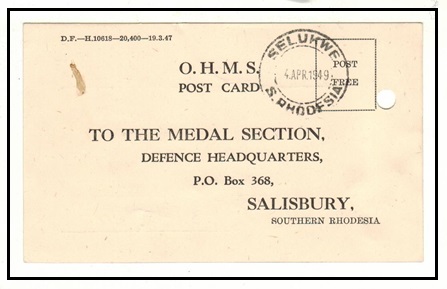 D.F.—H.10618—20,400—19.3.47
SELUKWE
4 APR 1949
S. RHODESIA
POST
FREE
O.H.M.S.
POST CARD
TO THE MEDAL SECTION,
DEFENCE HEADQUARTERS,
P.O. Box 368,
SALISBURY,
SOUTHERN RHODESIA